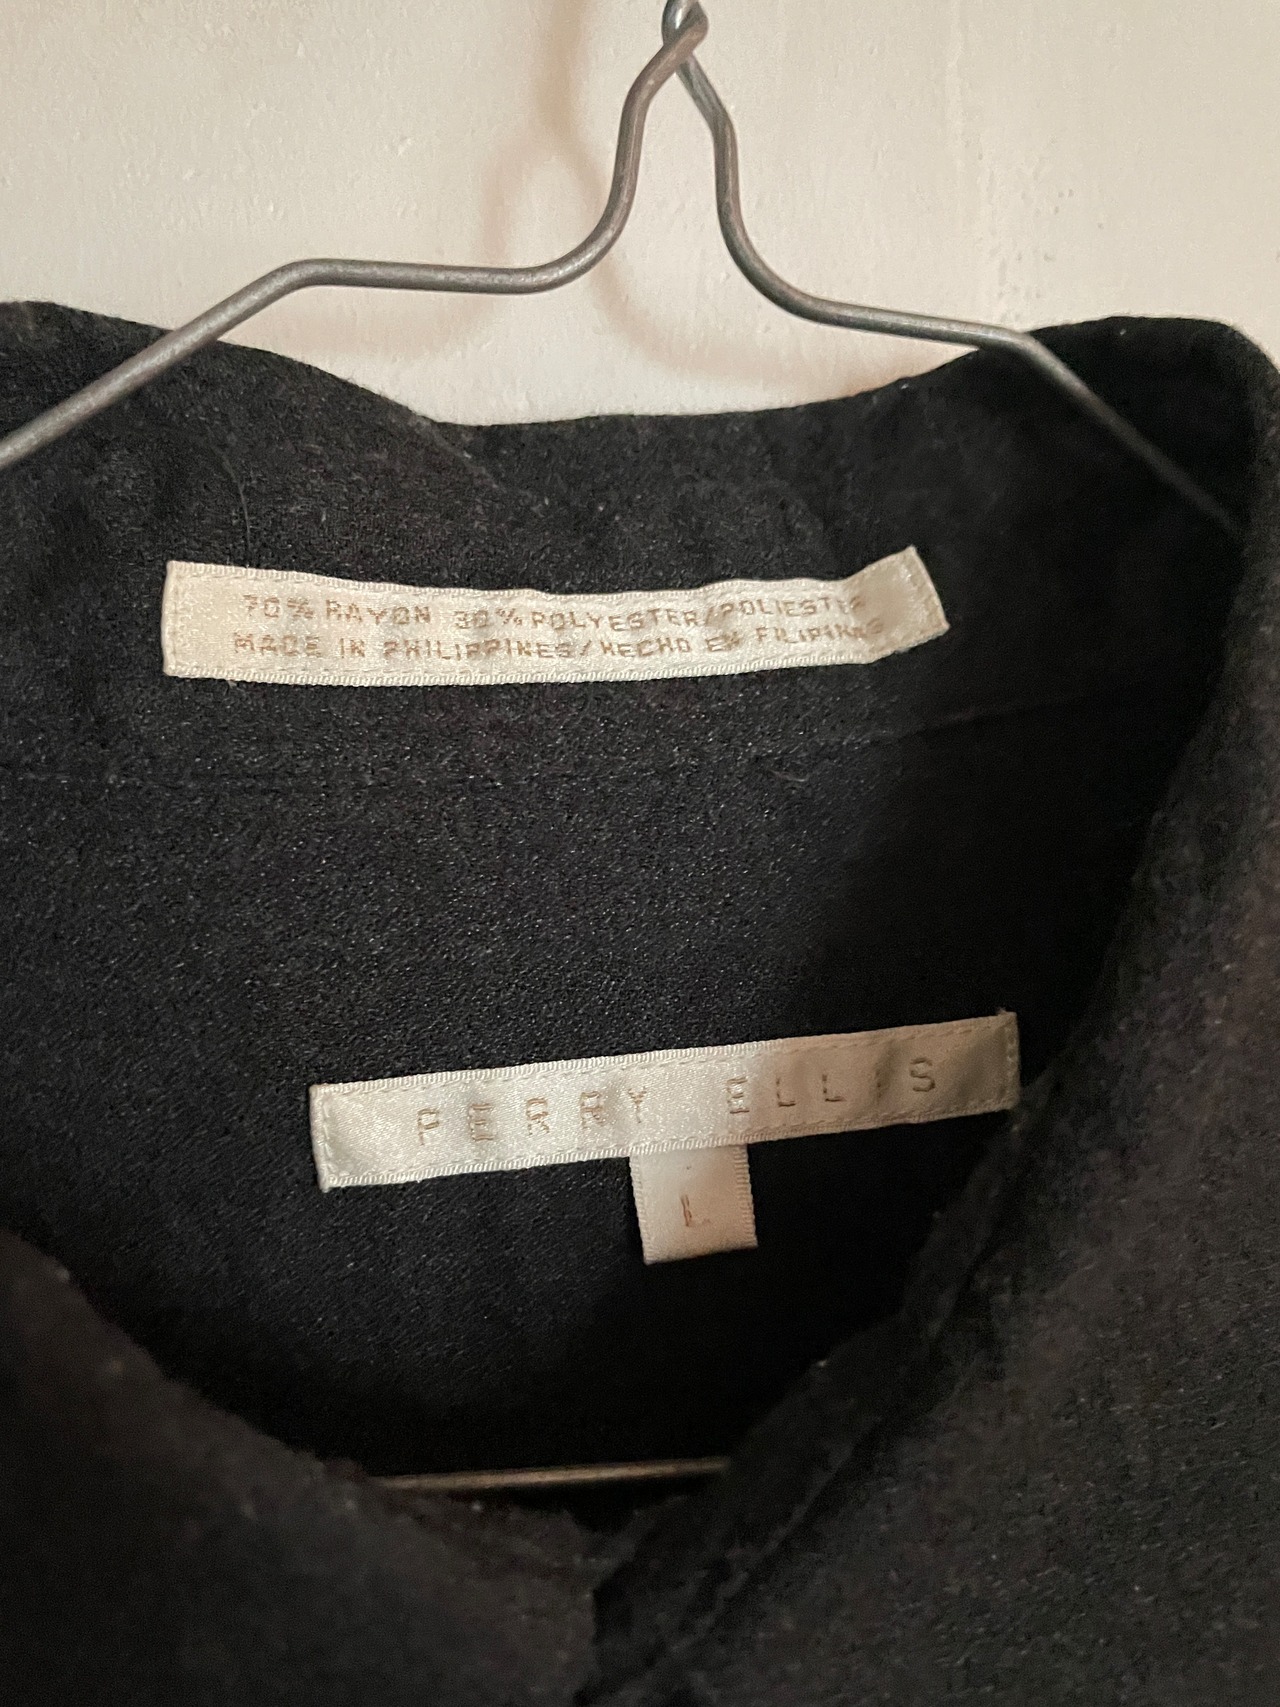 70% RAYON 30% POLYESTER/POLIESTER
MADE IN PHILIPPINES/HECHO EN FILIPINAS
PERRY ELLIS
L